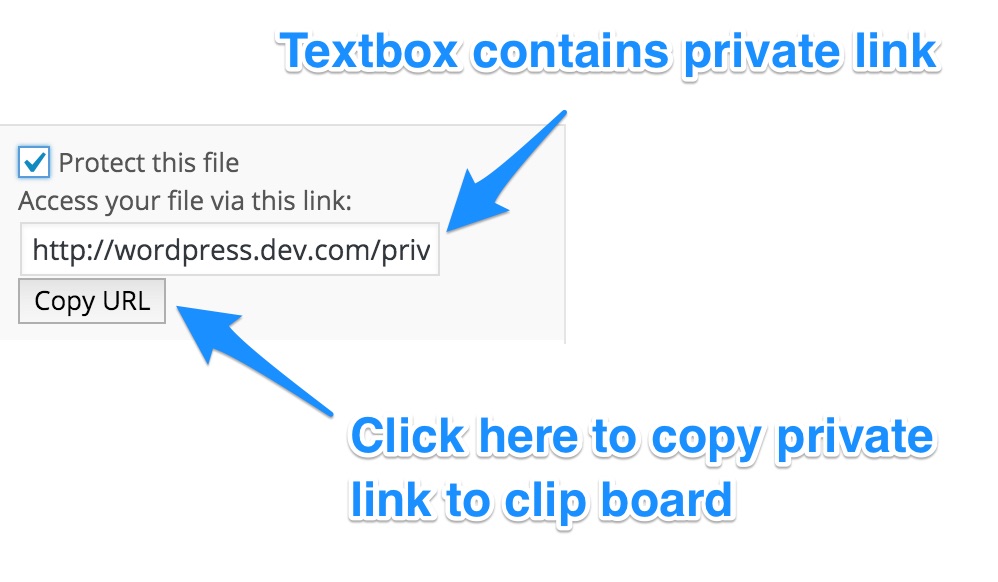 Textbox contains private link
Protect this file
Access your file via this link:
http://wordpress.dev.com/priv
Copy URL
Click here to copy private
link to clip board